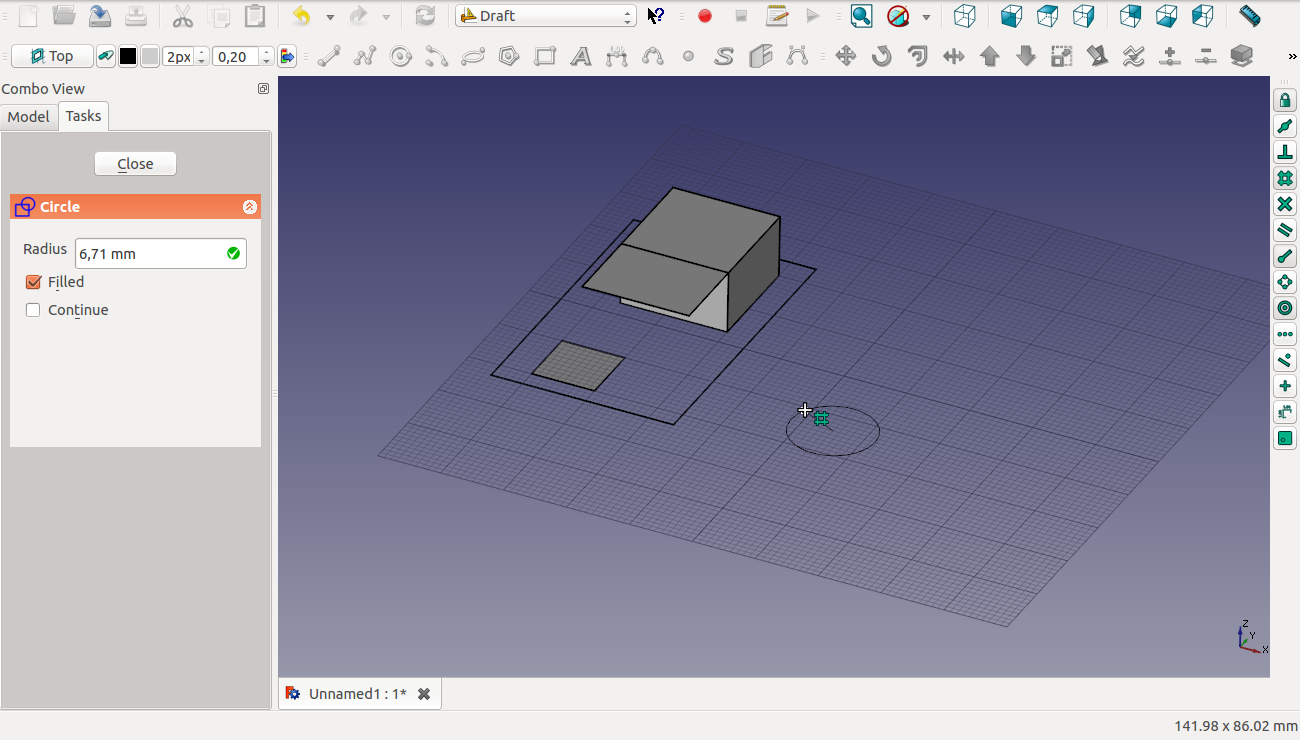 Draft
Top
2px
0,20
»
Combo View
Model
Tasks
Close
Circle
Radius
6,71 mm
Filled
Continue
Z
Y
X
Unnamed1 : 1*
141.98 x 86.02 mm